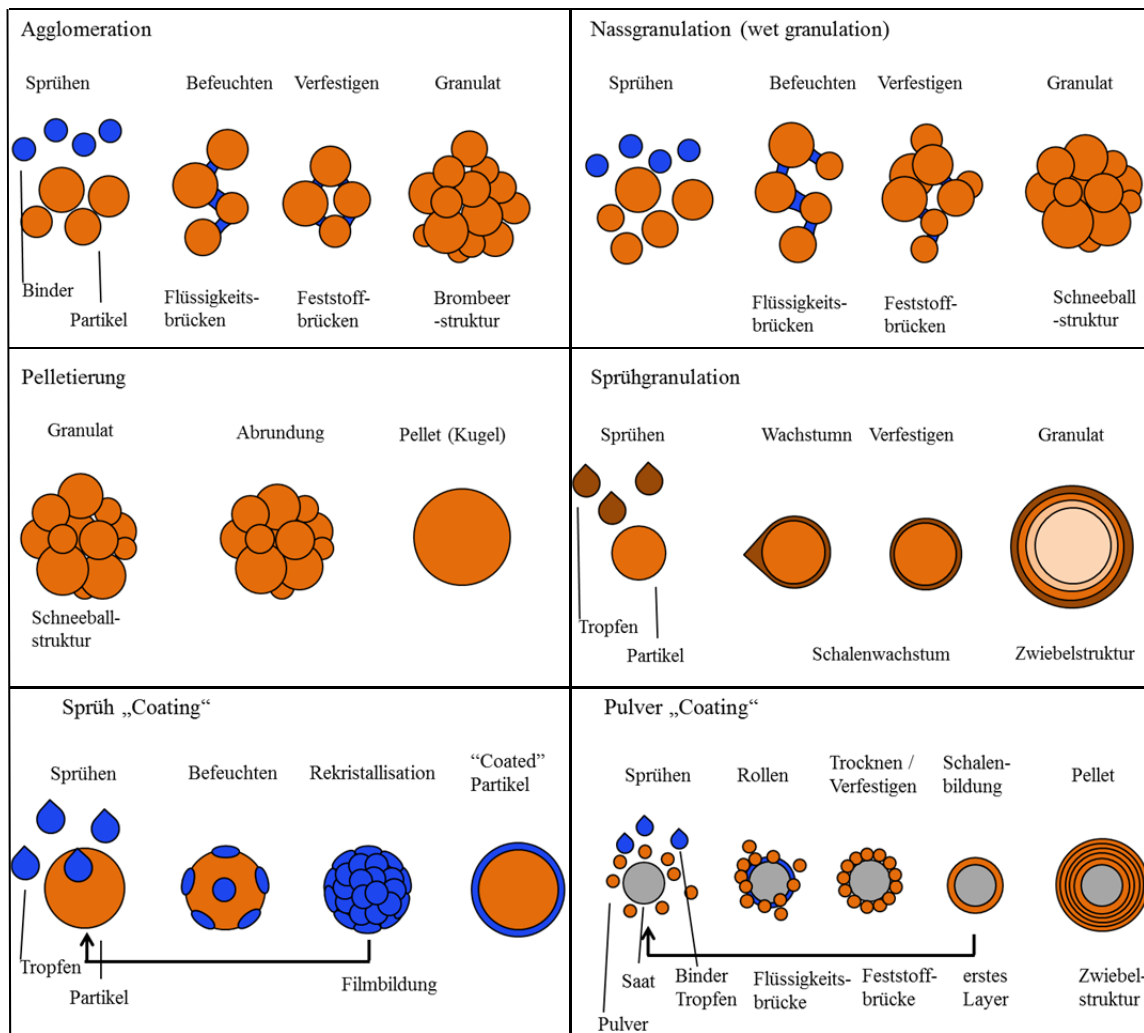 Agglomeration
Sprühen
Befeuchten
Verfestigen
Granulat
Binder
Partikel
Flüssigkeits-
brücken
Feststoff-
brücken
Brombeer
-struktur
Nassgranulation (wet granulation)
Sprühen
Befeuchten
Verfestigen
Granulat
Flüssigkeits-
brücken
Feststoff-
brücken
Schneeball
-struktur
Pelletierung
Granulat
Abrundung
Pellet (Kugel)
Schneeball-
struktur
Sprühgranulation
Sprühen
Wachstumn
Verfestigen
Granulat
Tropfen
Partikel
Schalenwachstum
Zwiebelstruktur
Sprüh „Coating“
Sprühen
Befeuchten
Rekristallisation
“Coated”
Partikel
Tropfen
Partikel
Filmbildung
Pulver „Coating“
Sprühen
Rollen
Trocknen /
Verfestigen
Schalen-
bildung
Pellet
Pulver
Saat
Binder
Tropfen
Flüssigkeits-
brücke
Feststoff-
brücke
erstes
Layer
Zwiebel-
struktur